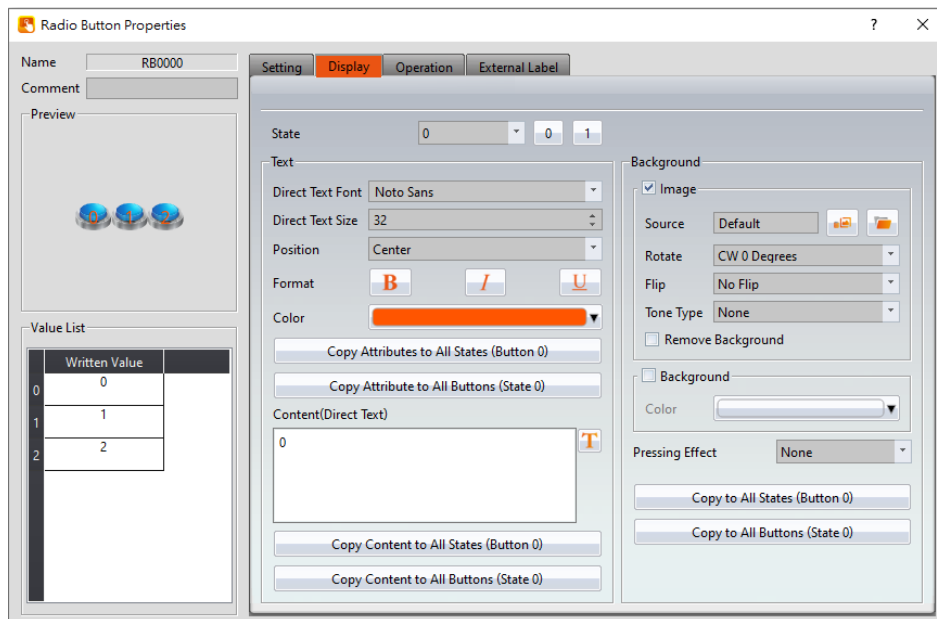 Radio Button Properties ? ×
Name RB0000
Comment
Preview
0 1 2
Value List
Written Value
0 0
1 1
2 2
Setting Display Operation External Label
State 0 0 1
Text
Direct Text Font Noto Sans
Direct Text Size 32
Position Center
Format B I U
Color
Copy Attributes to All States (Button 0)
Copy Attribute to All Buttons (State 0)
Content(Direct Text)
0 T
Copy Content to All States (Button 0)
Copy Content to All Buttons (State 0)
Background
Image
Source Default
Rotate CW 0 Degrees
Flip No Flip
Tone Type None
Remove Background
Background
Color
Pressing Effect None
Copy to All States (Button 0)
Copy to All Buttons (State 0)